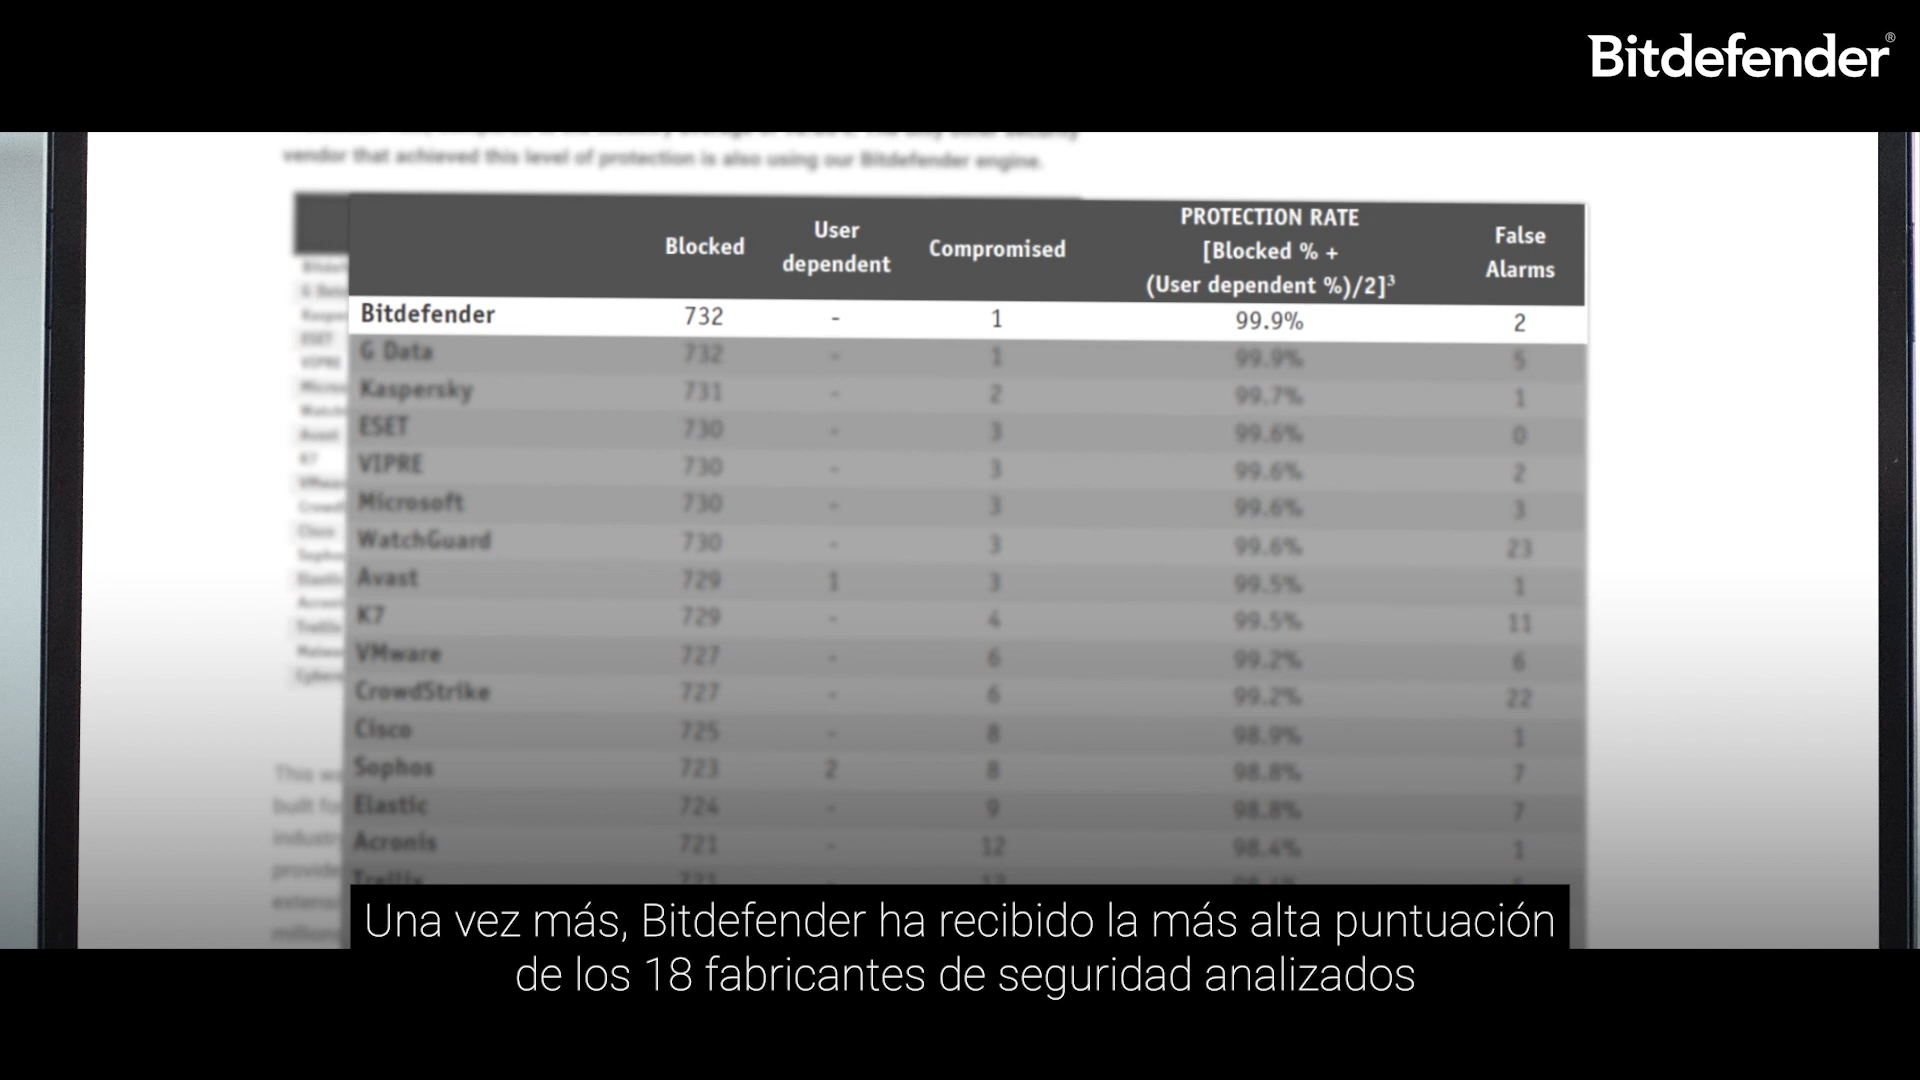 Bitdefender®
vendor that achieved this level of protection is also using our Bitdefender engine.
Blocked User dependent Compromised PROTECTION RATE [Blocked % + (User dependent %)/2]³ False Alarms
Bitdefender 732 - 1 99.9% 2
G Data 732 - 1 99.9% 5
Kaspersky 731 - 2 99.7% 1
ESET 730 - 3 99.6% 0
VIPRE 730 - 3 99.6% 2
Microsoft 730 - 3 99.6% 3
WatchGuard 730 - 3 99.6% 23
Avast 729 1 3 99.5% 1
K7 729 - 4 99.5% 11
VMware 727 - 6 99.2% 6
CrowdStrike 727 - 6 99.2% 22
Cisco 725 - 8 98.9% 1
Sophos 723 2 8 98.8% 7
Elastic 724 - 9 98.8% 7
Acronis 721 - 12 98.4% 1
Trellix
Una vez más, Bitdefender ha recibido la más alta puntuación
de los 18 fabricantes de seguridad analizados